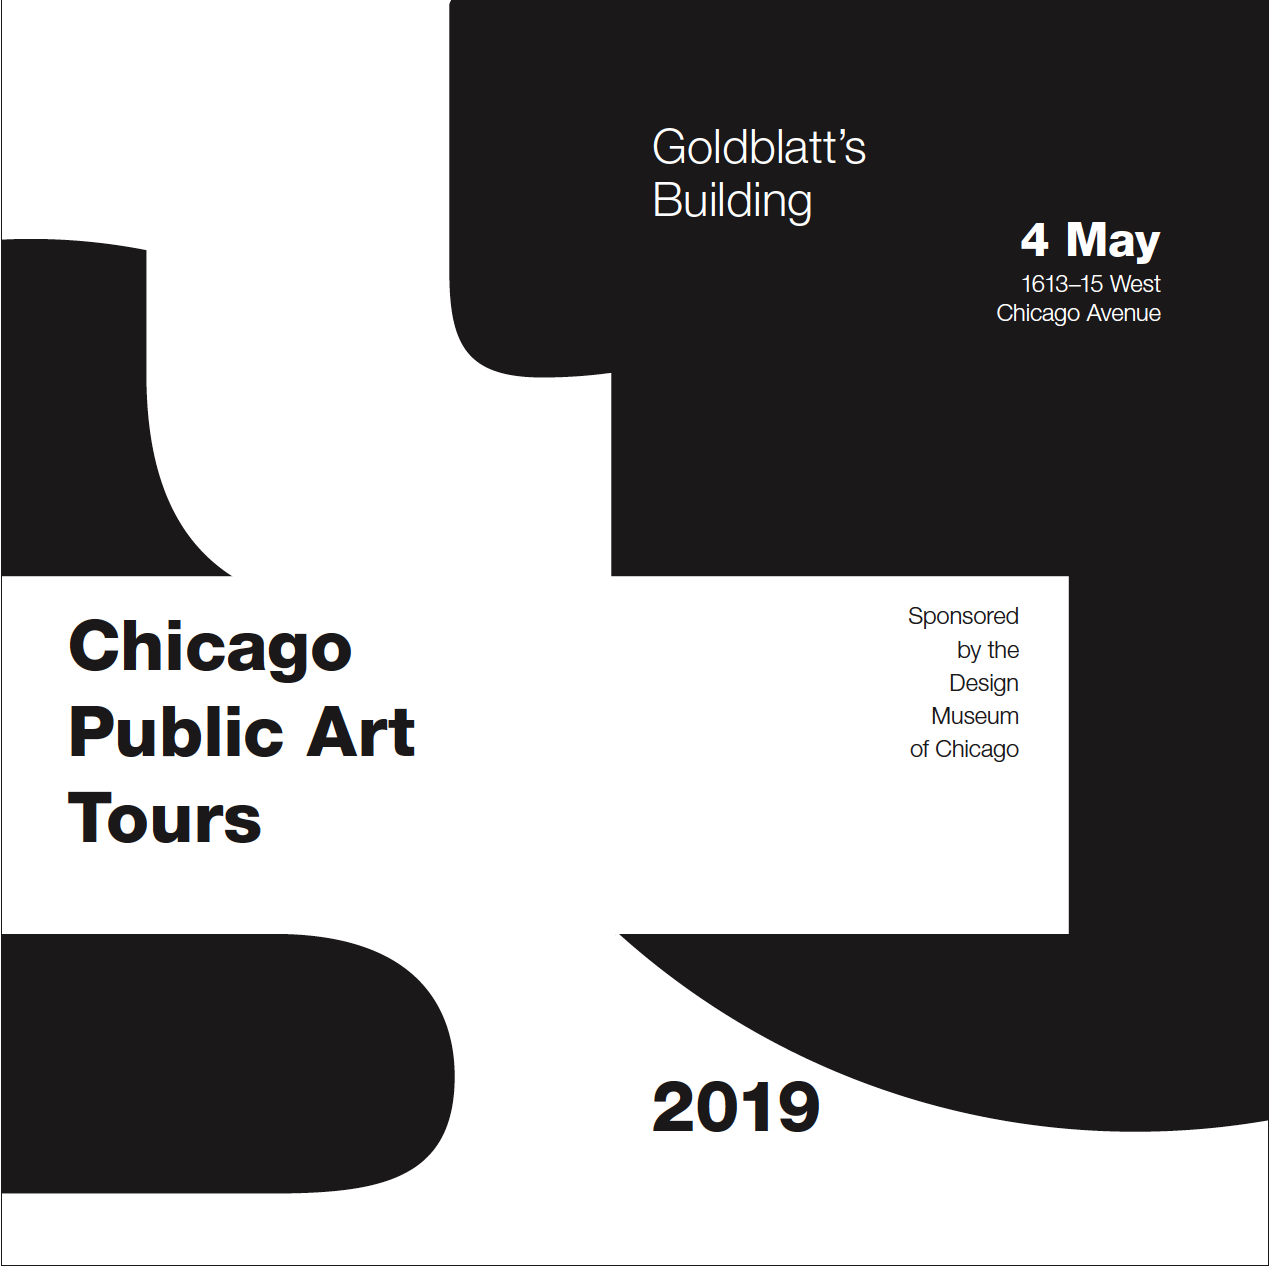 Goldblatt’s
Building
4 May
1613–15 West
Chicago Avenue
Chicago
Public Art
Tours
Sponsored
by the
Design
Museum
of Chicago
2019